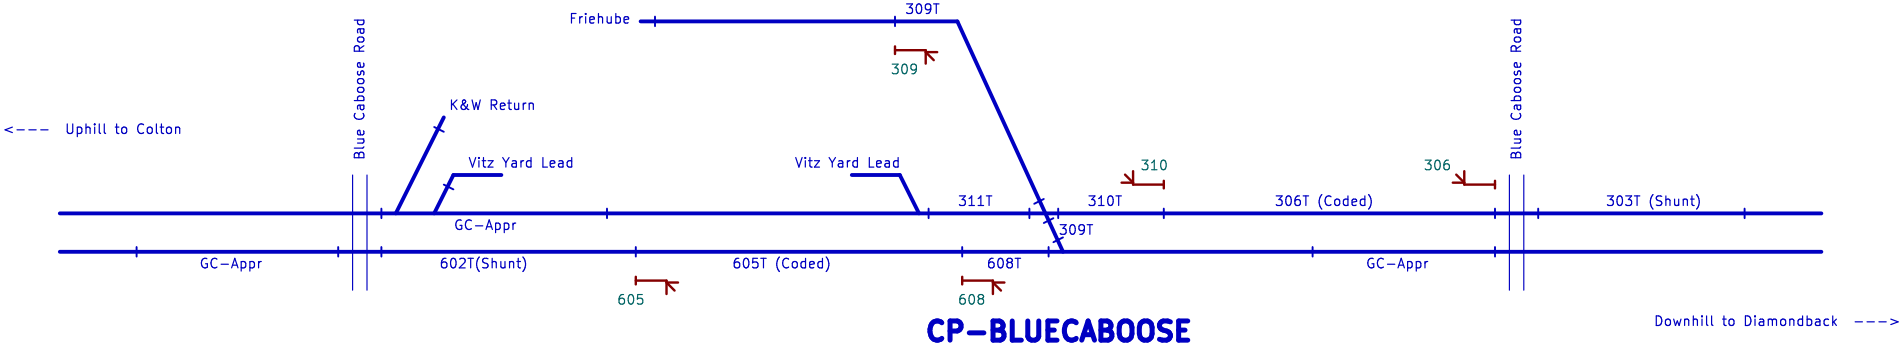 309T
Friehube
Blue Caboose Road
Blue Caboose Road
309
K&W Return
<--- Uphill to Colton
Vitz Yard Lead
Vitz Yard Lead
310
306
311T
310T
306T (Coded)
303T (Shunt)
GC-Appr
309T
GC-Appr
602T(Shunt)
605T (Coded)
608T
GC-Appr
605
608
CP-BLUECABOOSE
Downhill to Diamondback --->